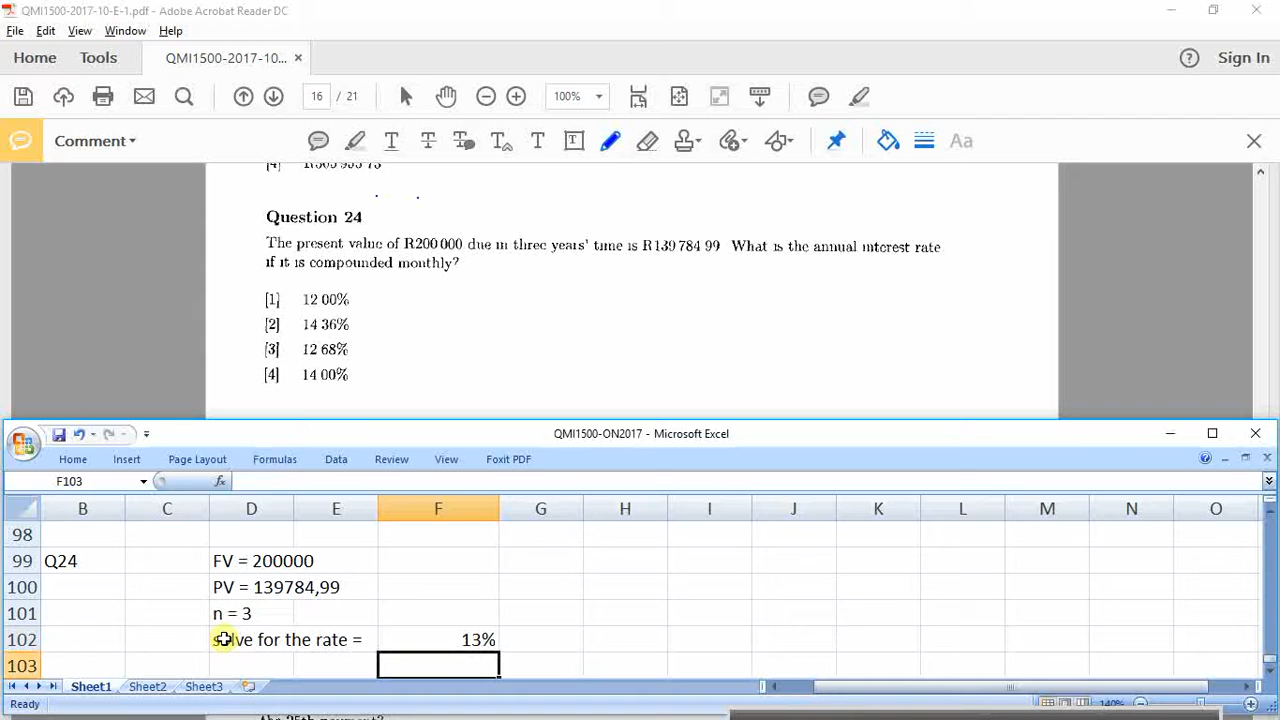 QMI1500-2017-10-E-1.pdf - Adobe Acrobat Reader DC
File Edit View Window Help
Home Tools QMI1500-2017-10... × Sign In
16 / 21 100%
Comment
Question 24
The present value of R200 000 due in three years' time is R139 784 99 What is the annual interest rate
if it is compounded monthly?
[1] 12 00%
[2] 14 36%
[3] 12 68%
[4] 14 00%
QMI1500-ON2017 - Microsoft Excel
Home Insert Page Layout Formulas Data Review View Foxit PDF
F103 fx
B C D E F G H I J K L M N O
98
99 Q24 FV = 200000
100 PV = 139784,99
101 n = 3
102 solve for the rate = 13%
103
Sheet1 Sheet2 Sheet3
Ready 140%
the 25th payment?